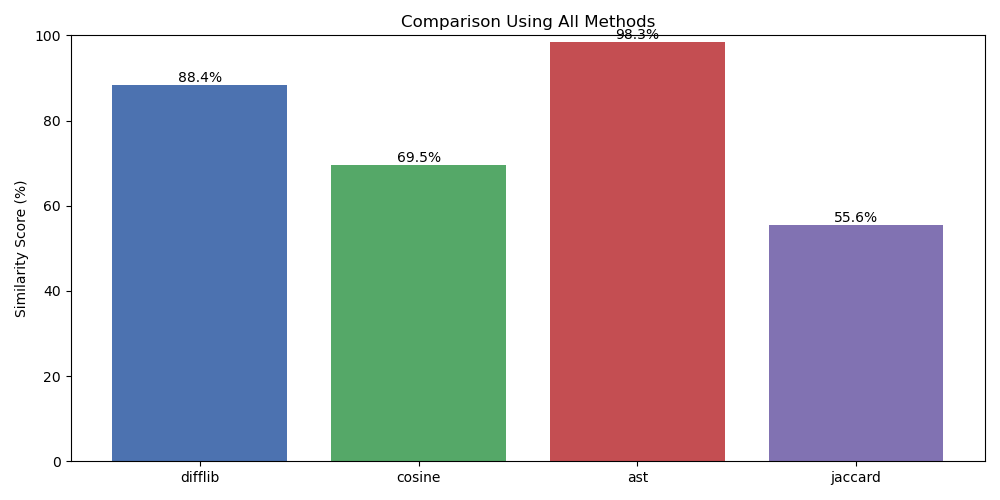 Comparison Using All Methods
Similarity Score (%)
100
80
60
40
20
0
88.4%
69.5%
98.3%
55.6%
difflib
cosine
ast
jaccard